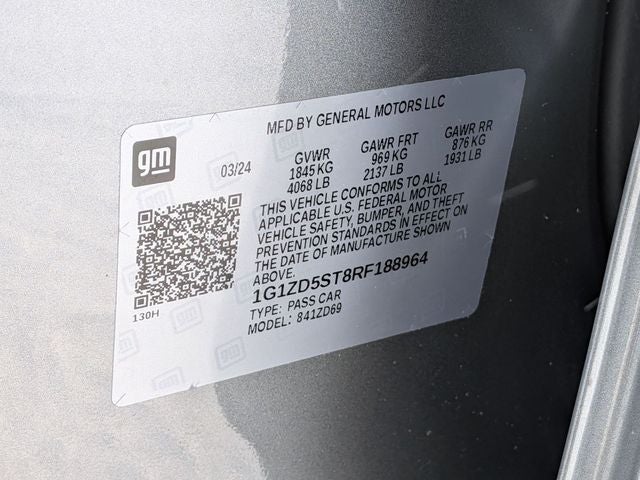 MFD BY GENERAL MOTORS LLC
gm
03/24
GVWR GAWR FRT GAWR RR
1845 KG 969 KG 876 KG
4068 LB 2137 LB 1931 LB
THIS VEHICLE CONFORMS TO ALL
APPLICABLE U.S. FEDERAL MOTOR
VEHICLE SAFETY, BUMPER, AND THEFT
PREVENTION STANDARDS IN EFFECT ON
THE DATE OF MANUFACTURE SHOWN
ABOVE.
1G1ZD5ST8RF188964
TYPE: PASS CAR
MODEL: 841ZD69
130H